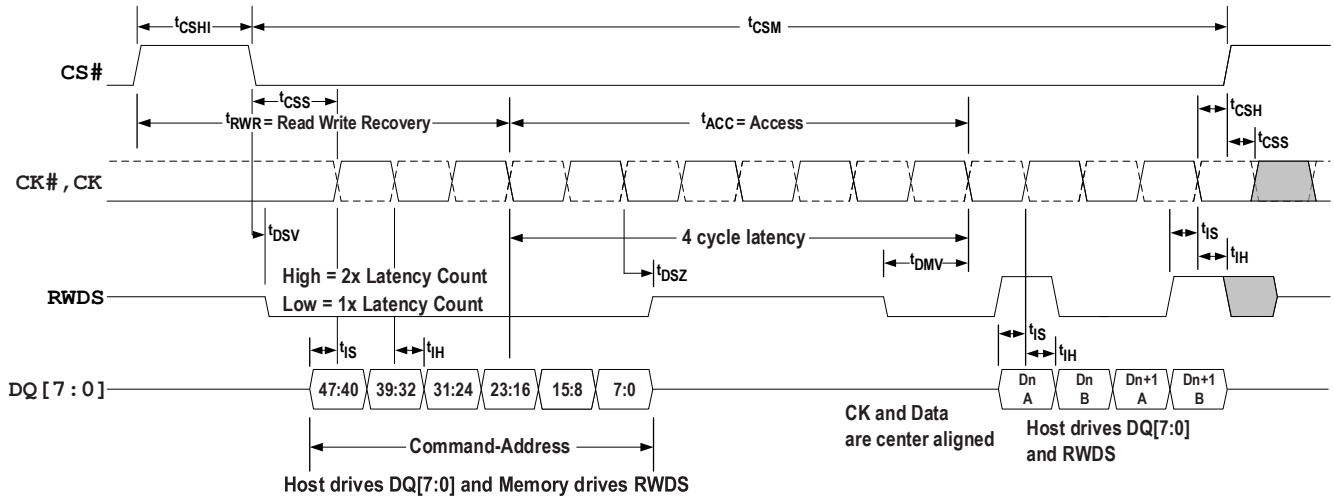 tCSHI
tCSM
CS#
tCSS
tRWR = Read Write Recovery
tACC = Access
tCSH
tCSS
CK#,CK
tDSV
4 cycle latency
tIS
tIH
High = 2x Latency Count
tDSZ
tDMV
RWDS
Low = 1x Latency Count
tIS
tIH
tIS
tIH
DQ[7:0]
47:40
39:32
31:24
23:16
15:8
7:0
Dn
A
Dn
B
Dn+1
A
Dn+1
B
Command-Address
CK and Data
are center aligned
Host drives DQ[7:0]
and RWDS
Host drives DQ[7:0] and Memory drives RWDS